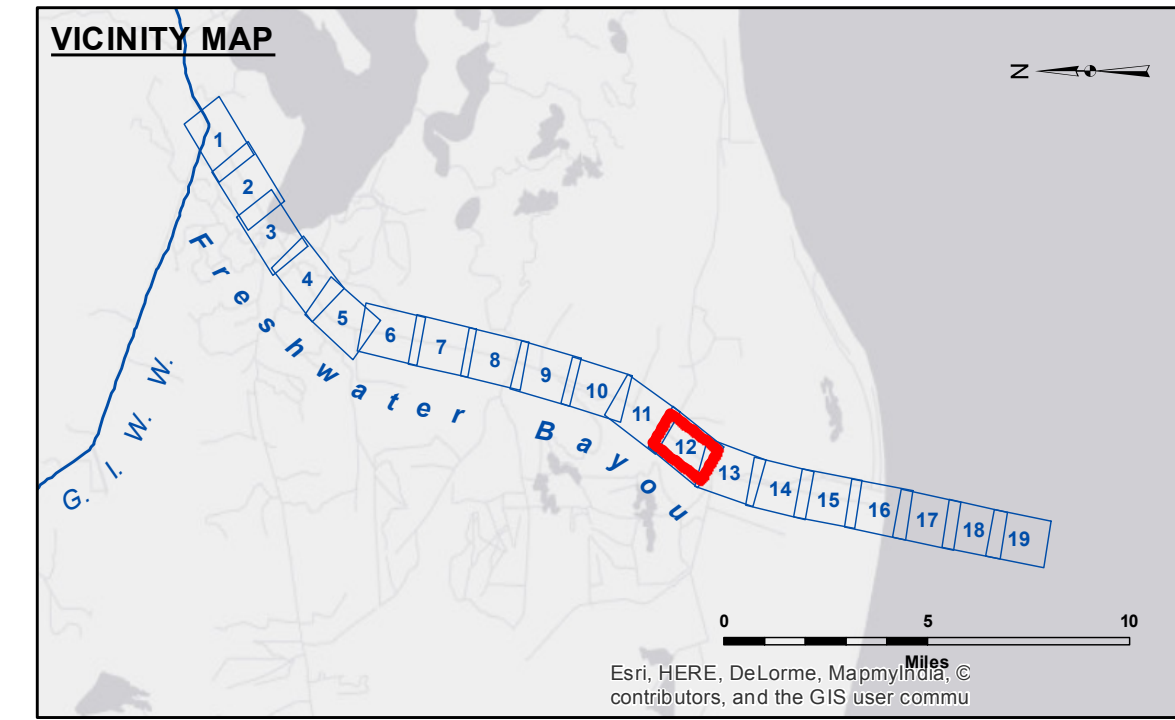 VICINITY MAP
N
1
2
3
4
5
6
7
8
9
10
11
12
13
14
15
16
17
18
19
Freshwater Bayou
G. I. W. W.
0 5 10
Miles
Esri, HERE, DeLorme, MapmyIndia, ©
contributors, and the GIS user commu